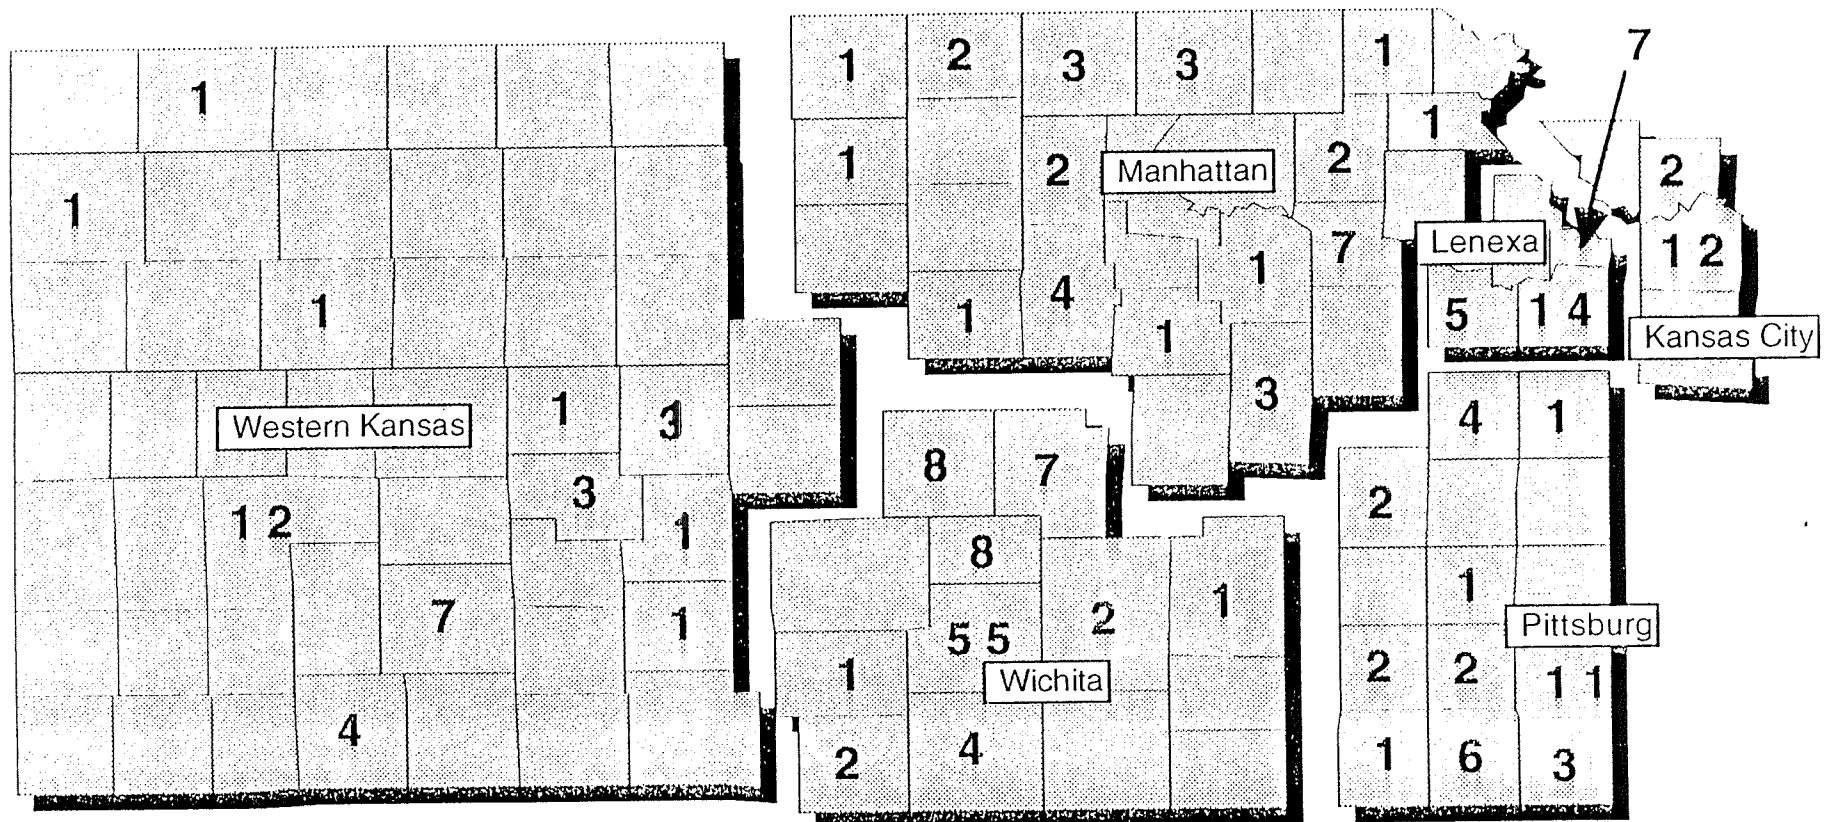 7
1 2 3 3 1
1
1 2 Manhattan 2 1 2
1
1 7 Lenexa 1 2
1 1 4 1 5 1 4
Kansas City
Western Kansas 1 3 4 1
8 7
3 2
1 2 1 8
7 1 5 5 2 1 1
Pittsburg
1 Wichita 2 2 1 1
4 2 4 1 6 3